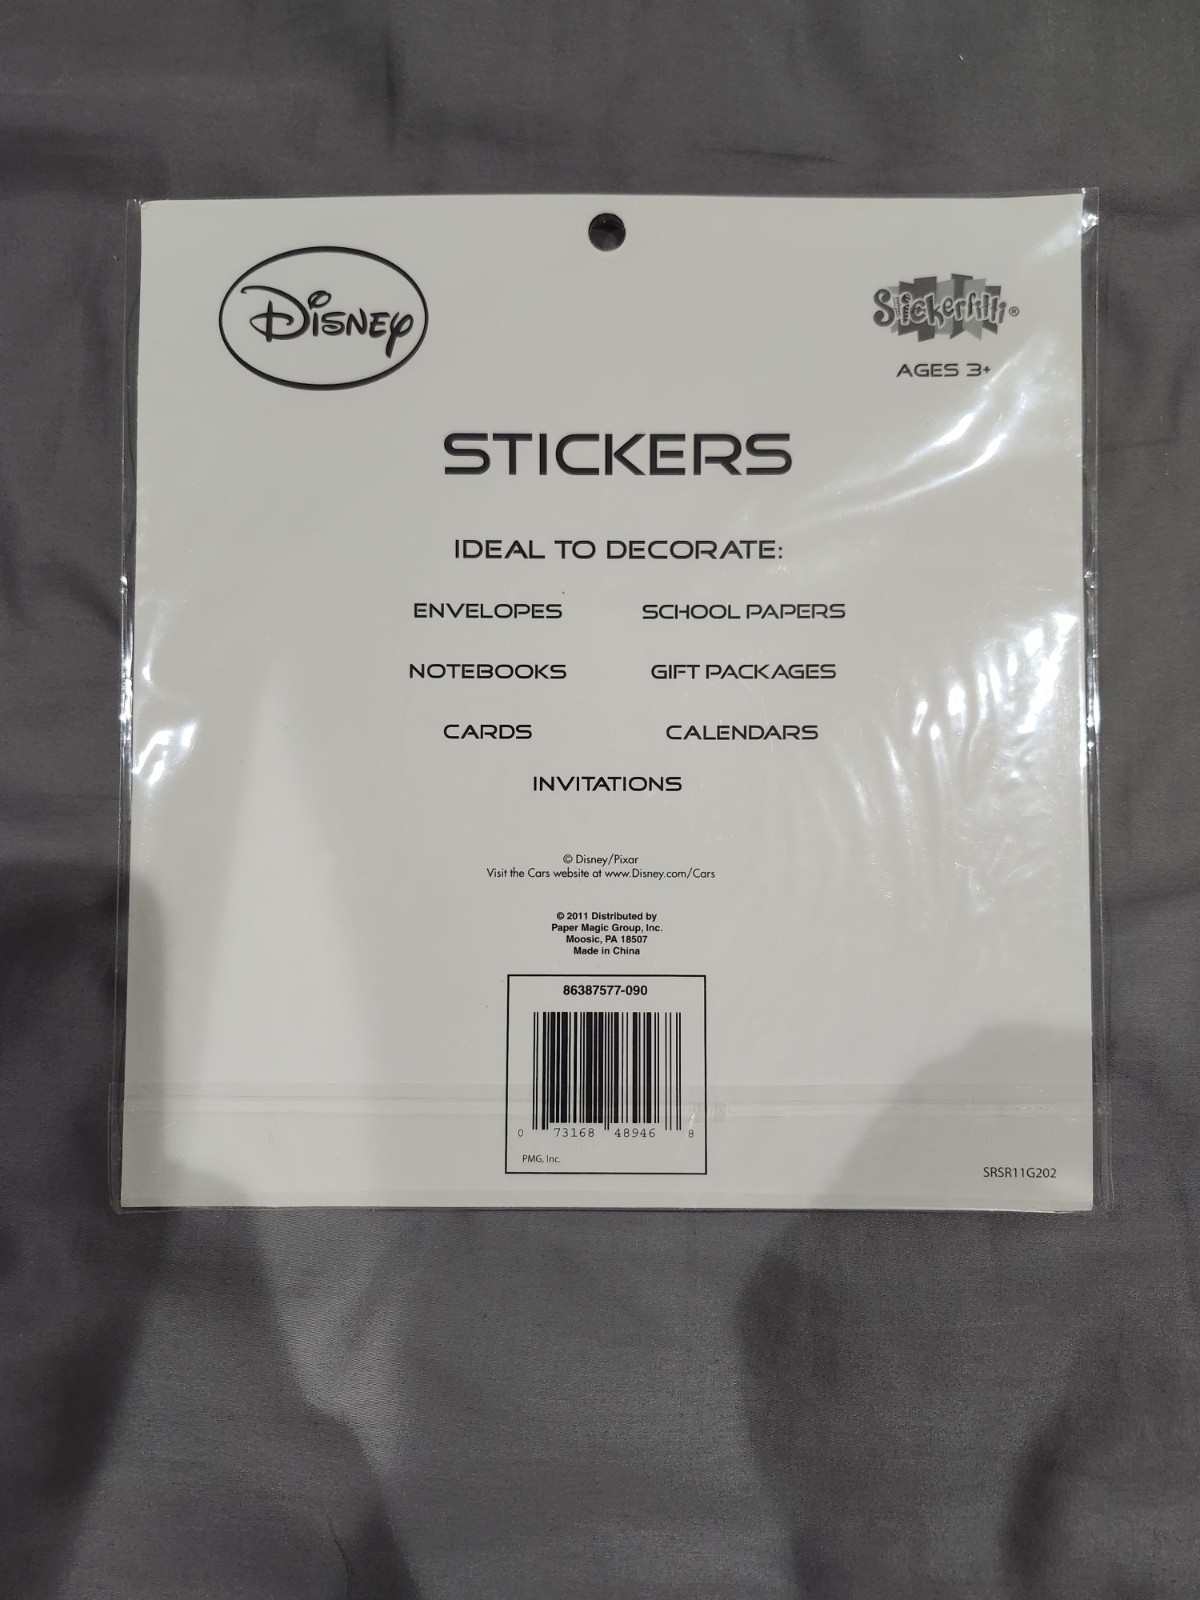 Disney
Stickerfitti®
AGES 3+
STICKERS
IDEAL TO DECORATE:
ENVELOPES SCHOOL PAPERS
NOTEBOOKS GIFT PACKAGES
CARDS CALENDARS
INVITATIONS
© Disney/Pixar
Visit the Cars website at www.Disney.com/Cars
© 2011 Distributed by
Paper Magic Group, Inc.
Moosic, PA 18507
Made in China
86387577-090
0 73168 48946 8
PMG, Inc.
SRSR11G202